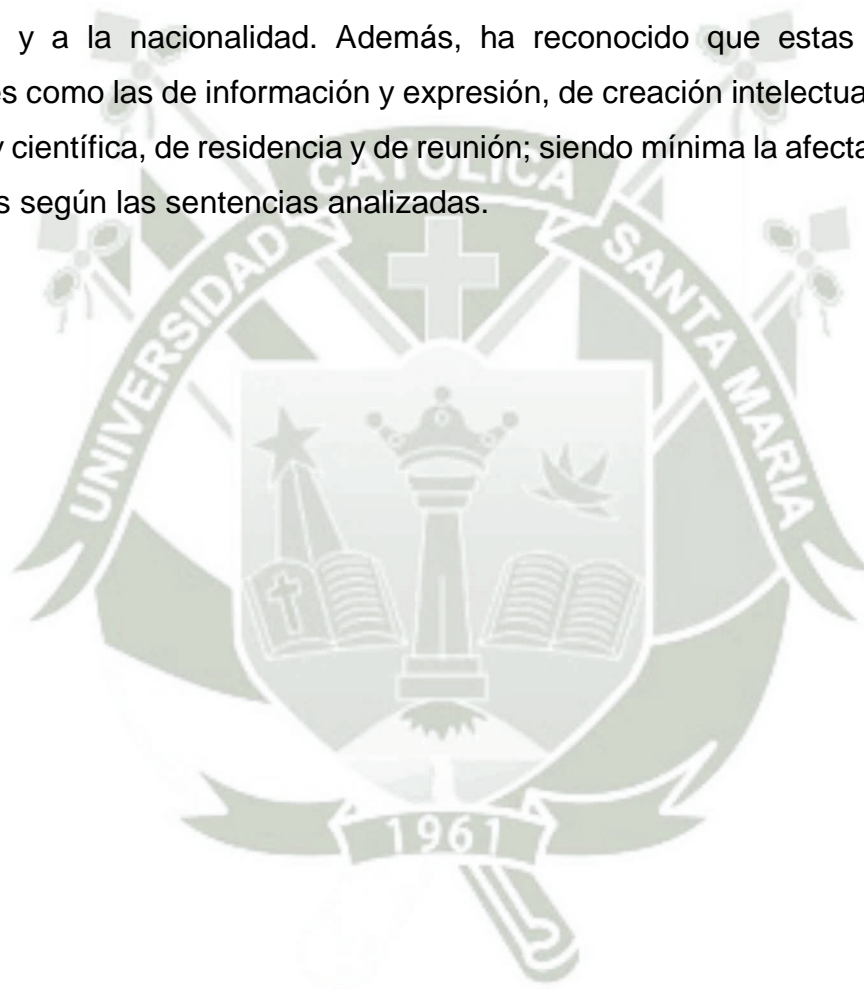 y a la nacionalidad. Además, ha reconocido que estas
es como las de información y expresión, de creación intelectua
y científica, de residencia y de reunión; siendo mínima la afecta
s según las sentencias analizadas.
CATOLICA
UNIVERSIDAD
SANTA MARIA
1961